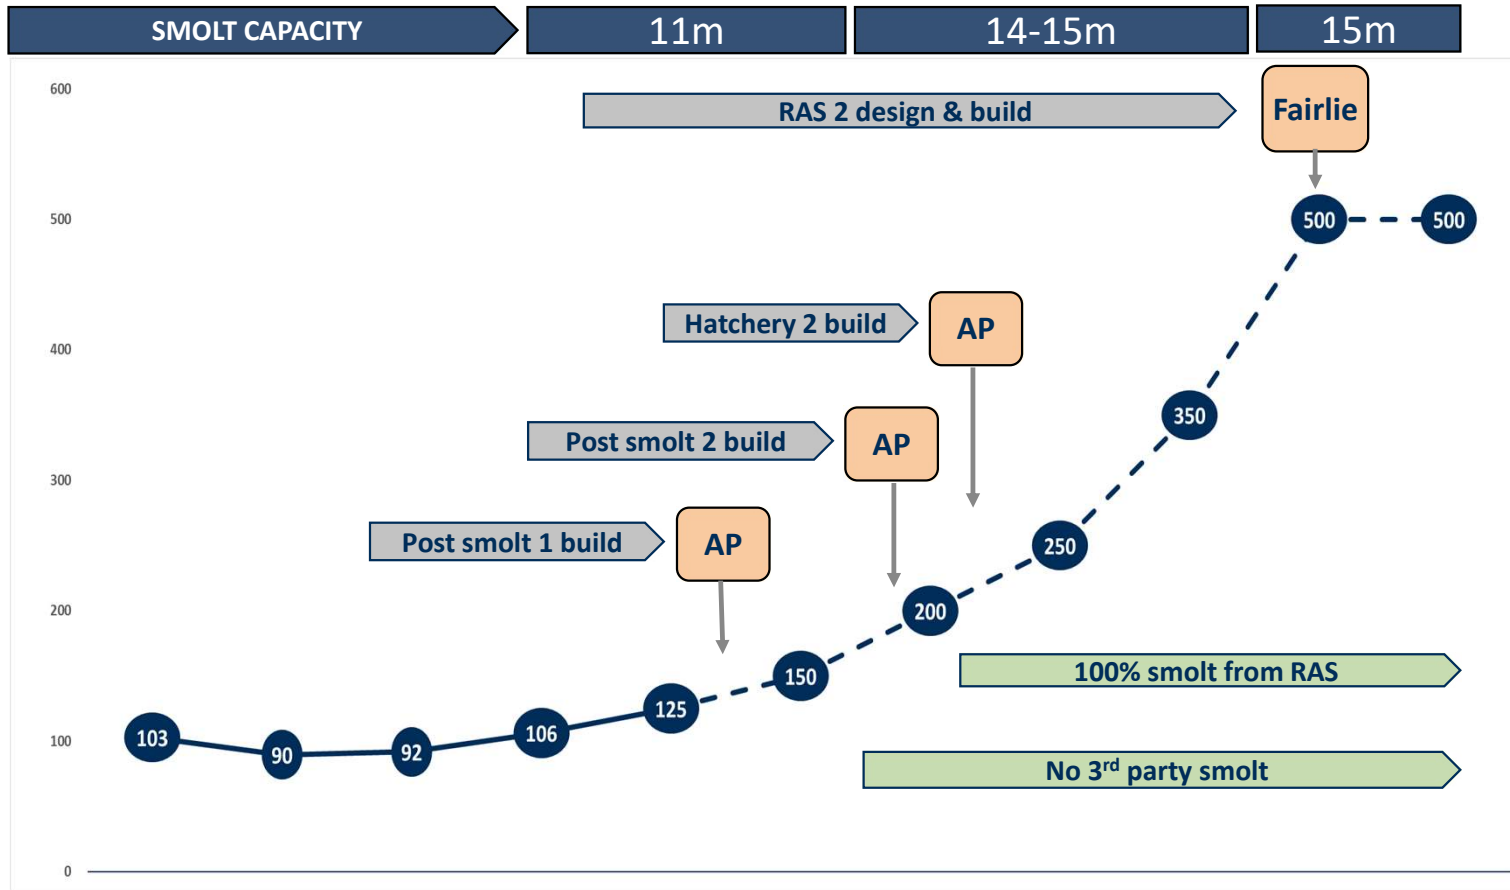 SMOLT CAPACITY
11m
14-15m
15m
600
RAS 2 design & build
Fairlie
500
500
500
Hatchery 2 build
AP
400
350
Post smolt 2 build
AP
300
Post smolt 1 build
AP
250
200
200
100% smolt from RAS
150
125
106
103
90
92
100
No 3rd party smolt
0